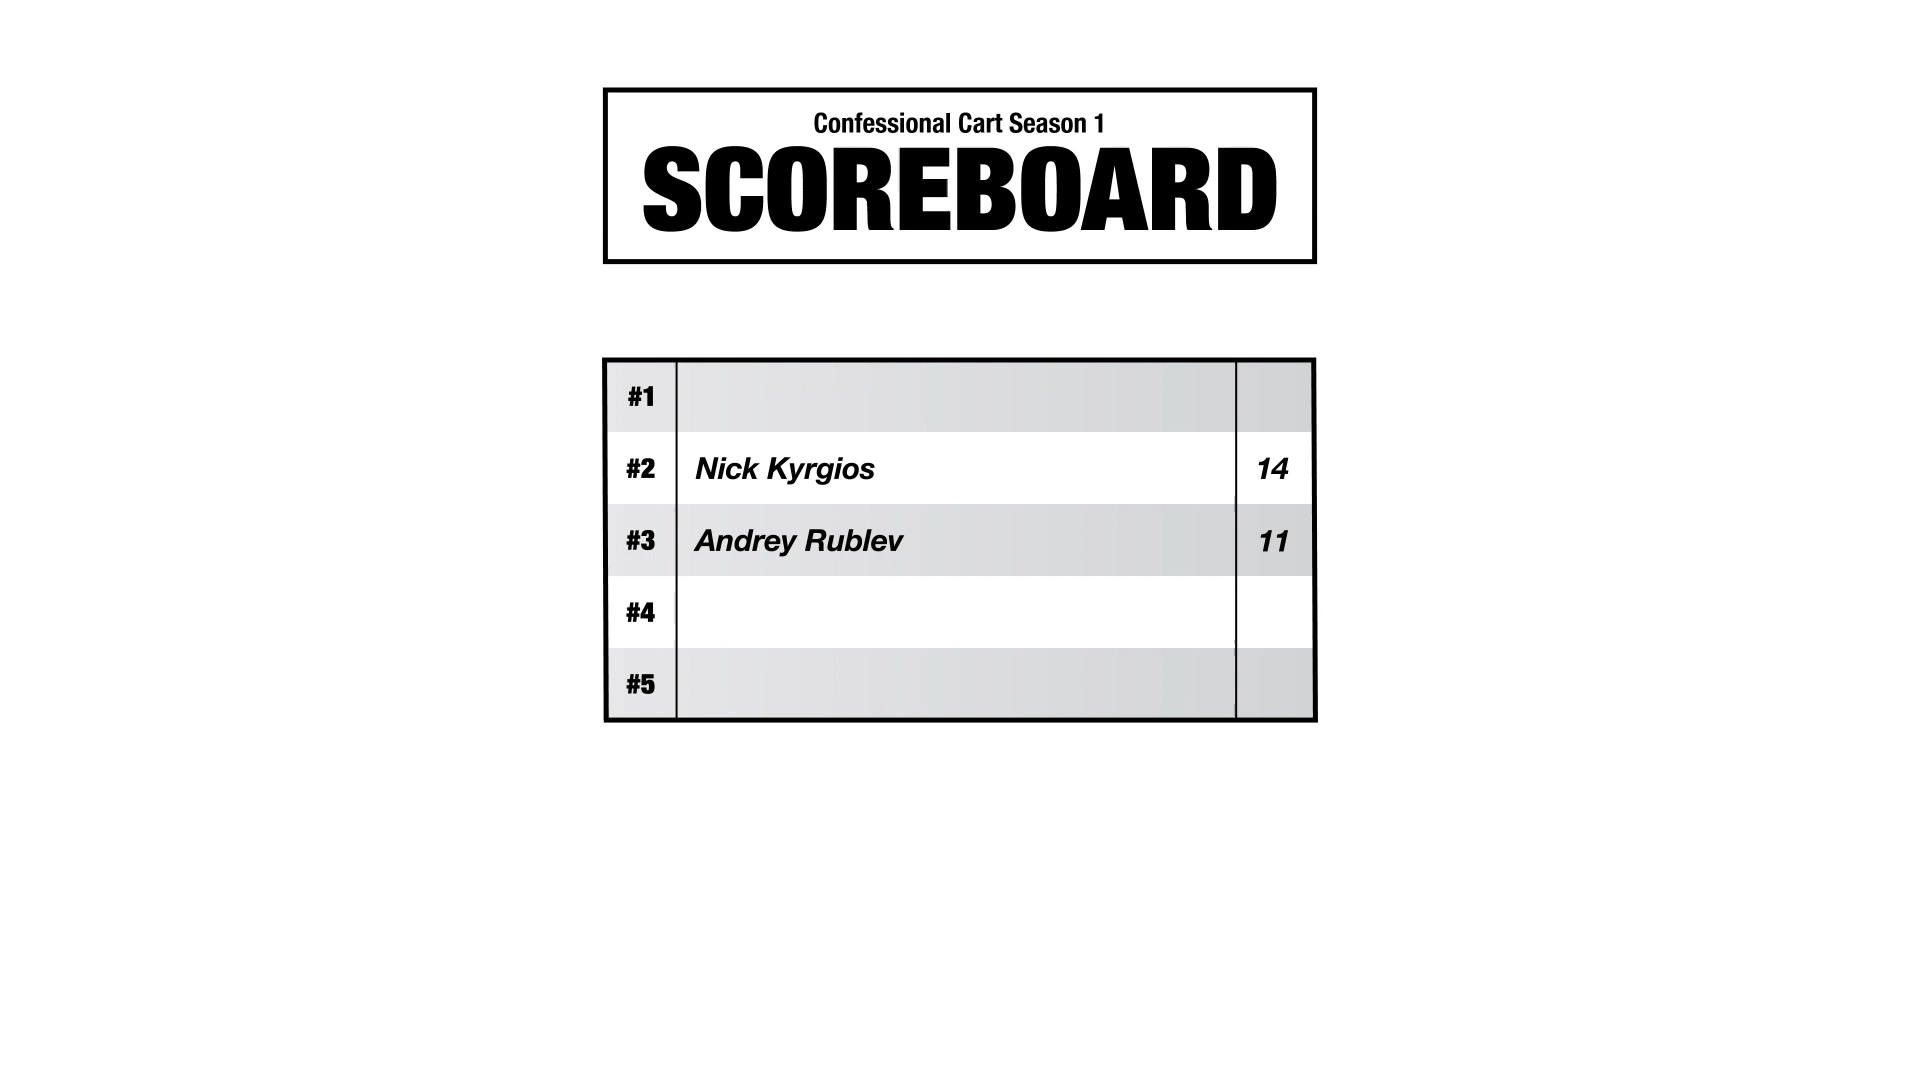 Confessional Cart Season 1
SCOREBOARD
#1
#2 Nick Kyrgios 14
#3 Andrey Rublev 11
#4
#5